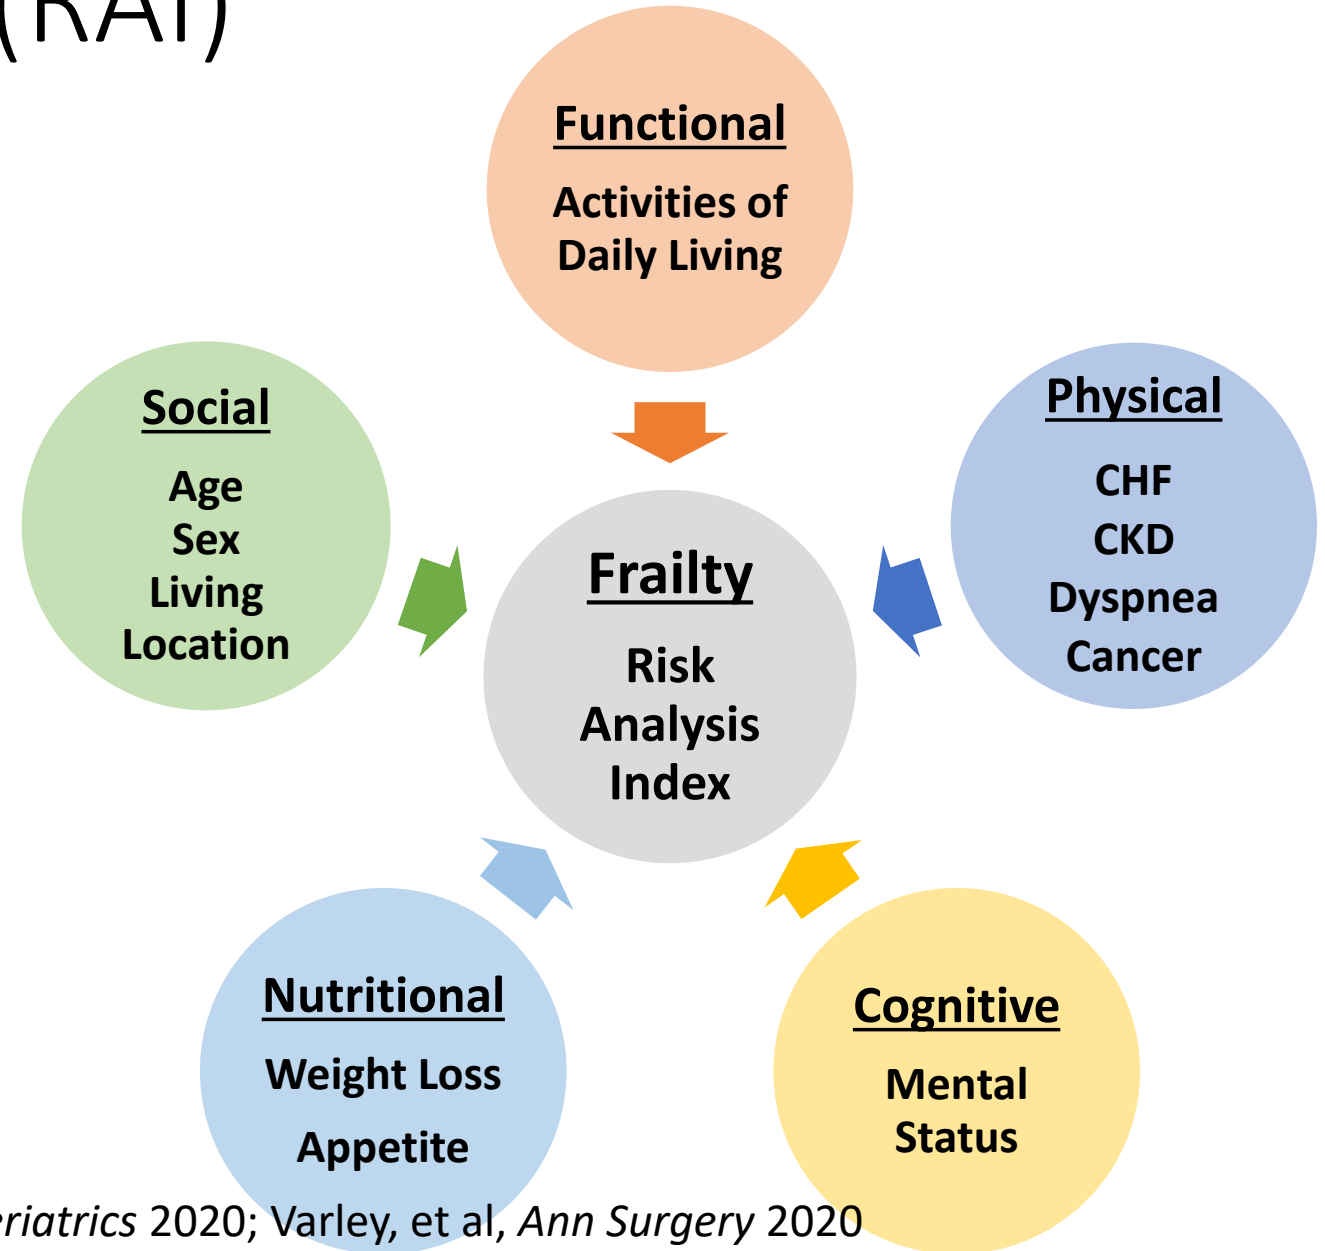 (RAI)
Functional
Activities of
Daily Living
Social
Age
Sex
Living
Location
Physical
CHF
CKD
Dyspnea
Cancer
Frailty
Risk
Analysis
Index
Nutritional
Weight Loss
Appetite
Cognitive
Mental
Status
eriatrics 2020; Varley, et al, Ann Surgery 2020